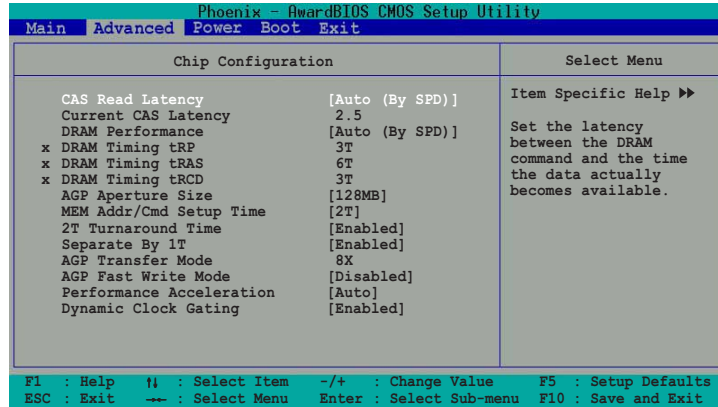 Phoenix - AwardBIOS CMOS Setup Utility
Main Advanced Power Boot Exit
Chip Configuration
Select Menu
CAS Read Latency [Auto (By SPD)]
Current CAS Latency 2.5
DRAM Performance [Auto (By SPD)]
x DRAM Timing tRP 3T
x DRAM Timing tRAS 6T
x DRAM Timing tRCD 3T
AGP Aperture Size [128MB]
MEM Addr/Cmd Setup Time [2T]
2T Turnaround Time [Enabled]
Separate By 1T [Enabled]
AGP Transfer Mode 8X
AGP Fast Write Mode [Disabled]
Performance Acceleration [Auto]
Dynamic Clock Gating [Enabled]
Item Specific Help ▶▶
Set the latency
between the DRAM
command and the time
the data actually
becomes available.
F1 : Help ↑↓ : Select Item -/+ : Change Value F5 : Setup Defaults
ESC : Exit →← : Select Menu Enter : Select Sub-menu F10 : Save and Exit